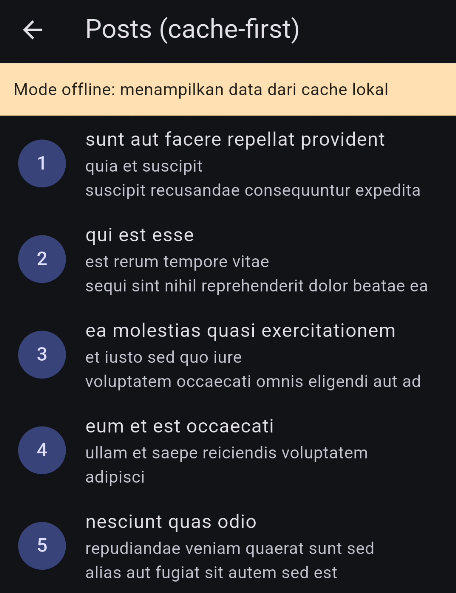 Posts (cache-first)
Mode offline: menampilkan data dari cache lokal
1
sunt aut facere repellat provident
quia et suscipit
suscipit recusandae consequuntur expedita
2
qui est esse
est rerum tempore vitae
sequi sint nihil reprehenderit dolor beatae ea
3
ea molestias quasi exercitationem
et iusto sed quo iure
voluptatem occaecati omnis eligendi aut ad
4
eum et est occaecati
ullam et saepe reiciendis voluptatem
adipisci
5
nesciunt quas odio
repudiandae veniam quaerat sunt sed
alias aut fugiat sit autem sed est